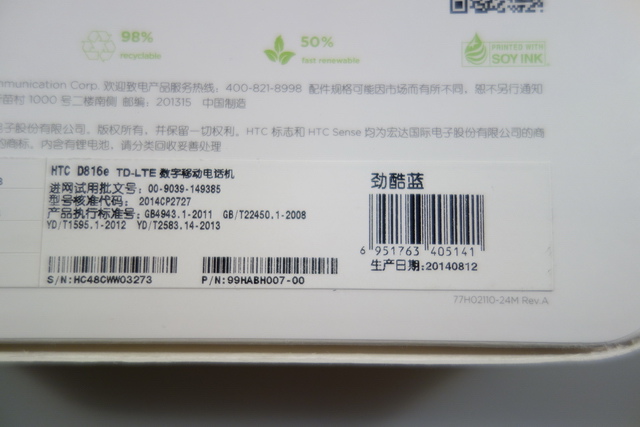 98%
recyclable
50%
fast renewable
PRINTED WITH
SOY INK
mmunication Corp. 欢迎致电产品服务热线: 400-821-8998 配件规格可能因市场而有所不同, 恕不另行通知
苗村 1000 号二楼南侧 邮编: 201315 中国制造
电子股份有限公司, 版权所有, 并保留一切权利。HTC 标志和 HTC Sense 均为宏达国际电子股份有限公司的商
的商标。内含有锂电池, 请分类回收妥善处理
HTC D816e TD-LTE 数字移动电话机
进网试用批文号: 00-9039-149385
型号核准代码: 2014CP2727
产品执行标准号: GB4943.1-2011 GB/T22450.1-2008
YD/T1595.1-2012 YD/T2583.14-2013
S/N:HC48CWW03273
P/N:99HABH007-00
劲酷蓝
6 951763 405141
生产日期:20140812
77H02110-24M Rev.A